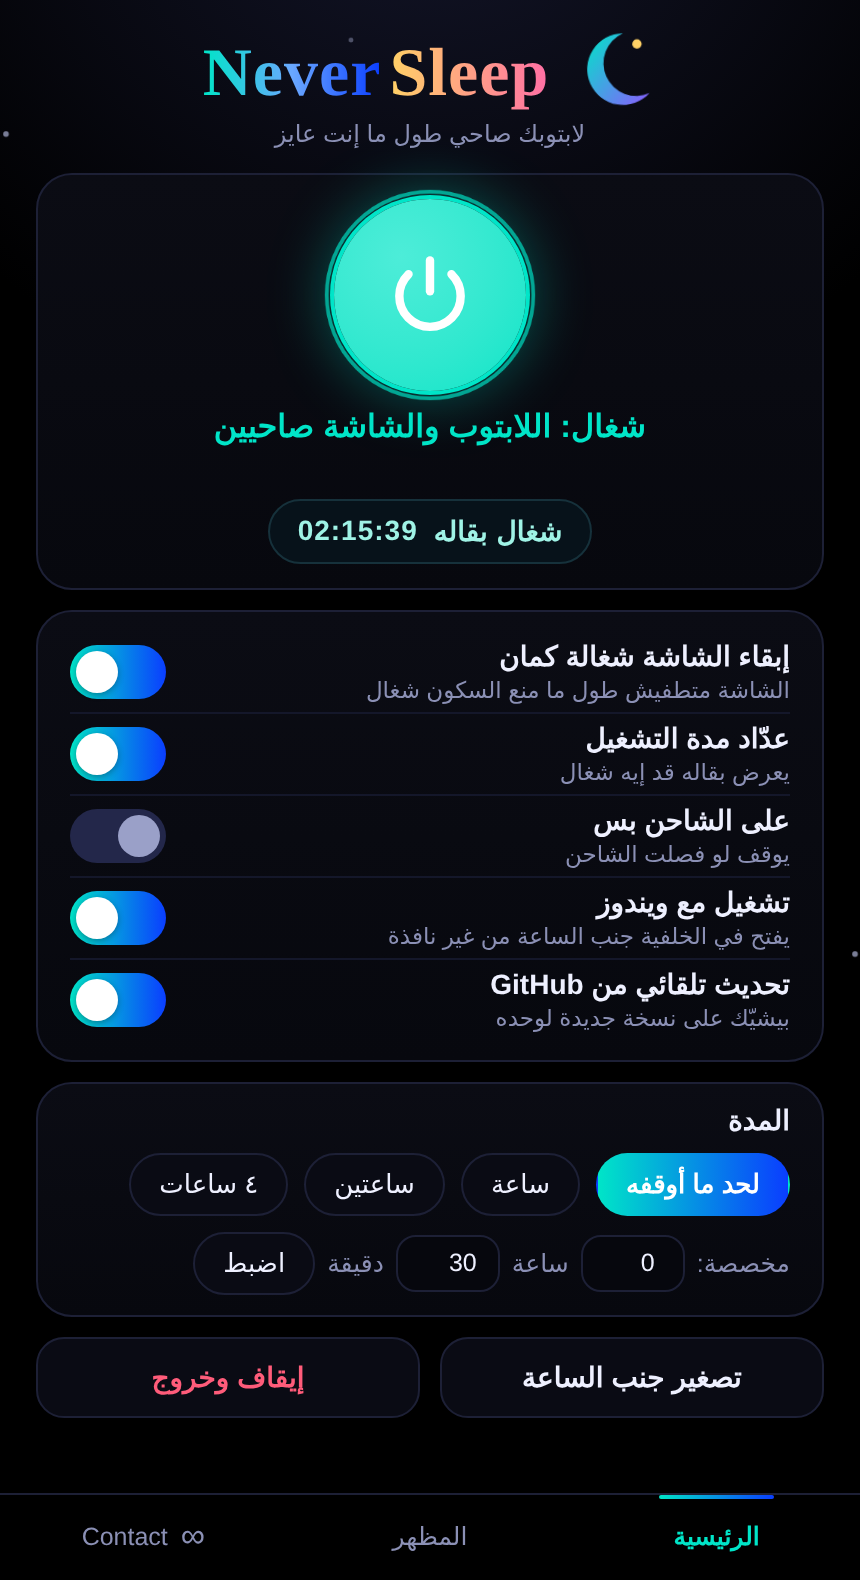 Never Sleep
لابتوبك صاحي طول ما إنت عايز
شغال: اللابتوب والشاشة صاحيين
شغال بقاله 02:15:39
إبقاء الشاشة شغالة كمان
الشاشة متطفيش طول ما منع السكون شغال
عدّاد مدة التشغيل
يعرض بقاله قد إيه شغال
على الشاحن بس
يوقف لو فصلت الشاحن
تشغيل مع ويندوز
يفتح في الخلفية جنب الساعة من غير نافذة
تحديث تلقائي من GitHub
بيشيّك على نسخة جديدة لوحده
المدة
لحد ما أوقفه ساعة ساعتين ٤ ساعات
مخصصة: 0 ساعة 30 دقيقة اضبط
تصغير جنب الساعة إيقاف وخروج
الرئيسية المظهر ∞ Contact